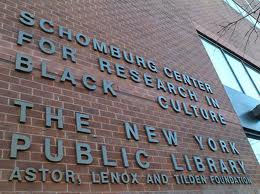 SCHOMBURG CENTER
FOR RESEARCH IN
BLACK CULTURE
THE NEW YORK
PUBLIC LIBRARY
ASTOR, LENOX AND TILDEN FOUNDATION